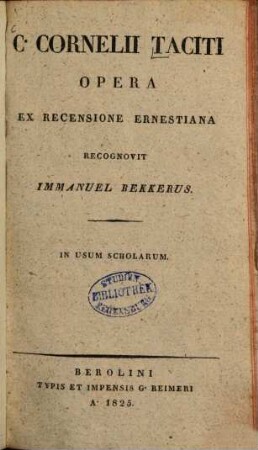 C· CORNELII TACITI
OPERA
EX RECENSIONE ERNESTIANA
RECOGNOVIT
IMMANUEL BEKKERUS.
IN USUM SCHOLARUM.
STUDIEN
BIBLIOTHEK
BEROLINI
TYPIS ET IMPENSIS G· REIMERI
A· 1825.